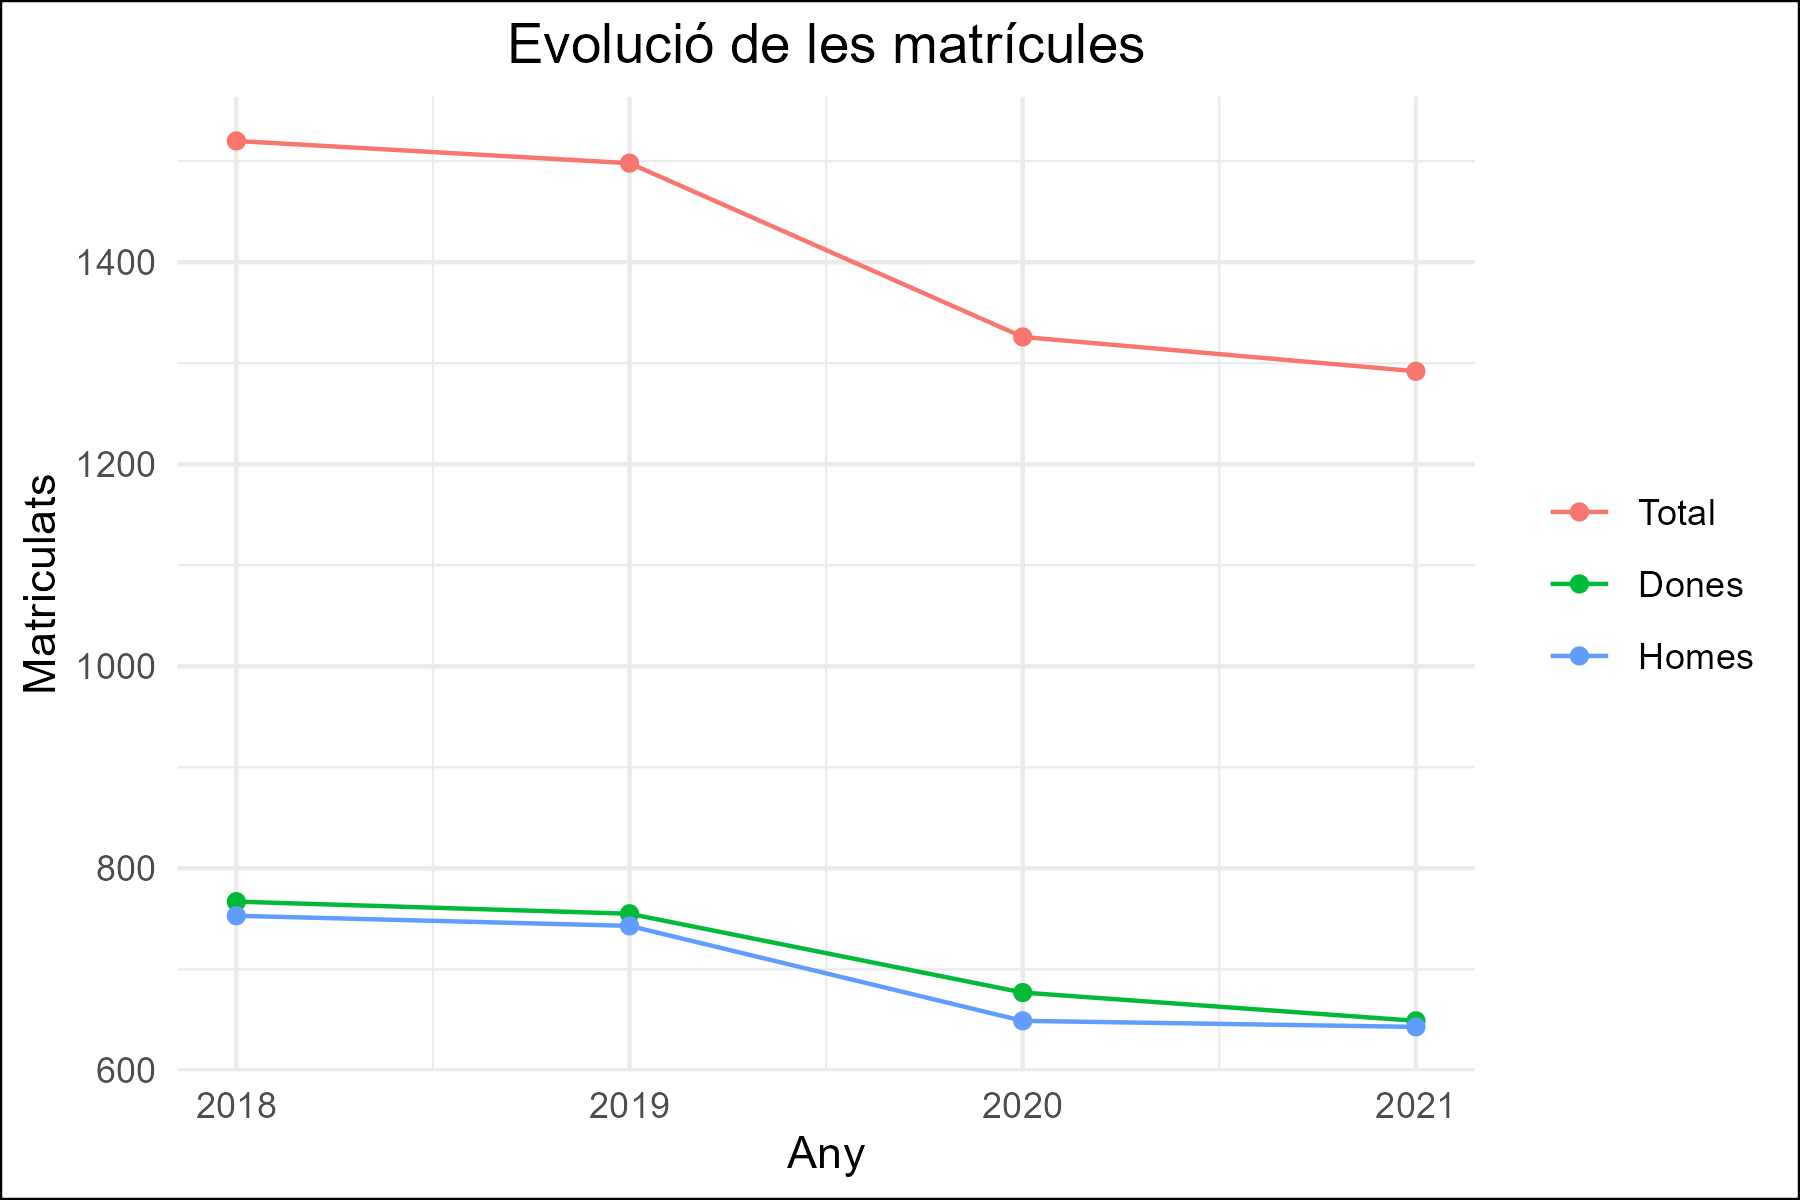 Evolució de les matrícules
Matriculats
1400
1200
1000
800
600
2018
2019
2020
2021
Any
Total
Dones
Homes